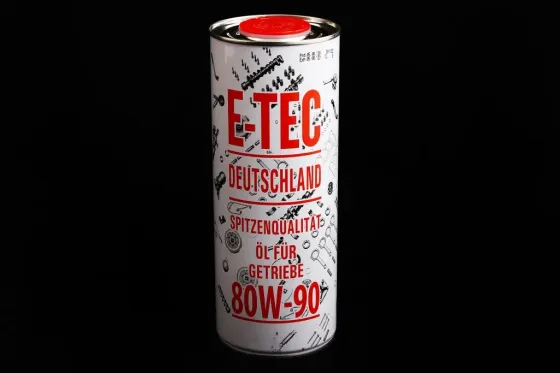 E-TEC
DEUTSCHLAND
SPITZENQUALITÄT
ÖL FÜR
GETRIEBE
80W-90